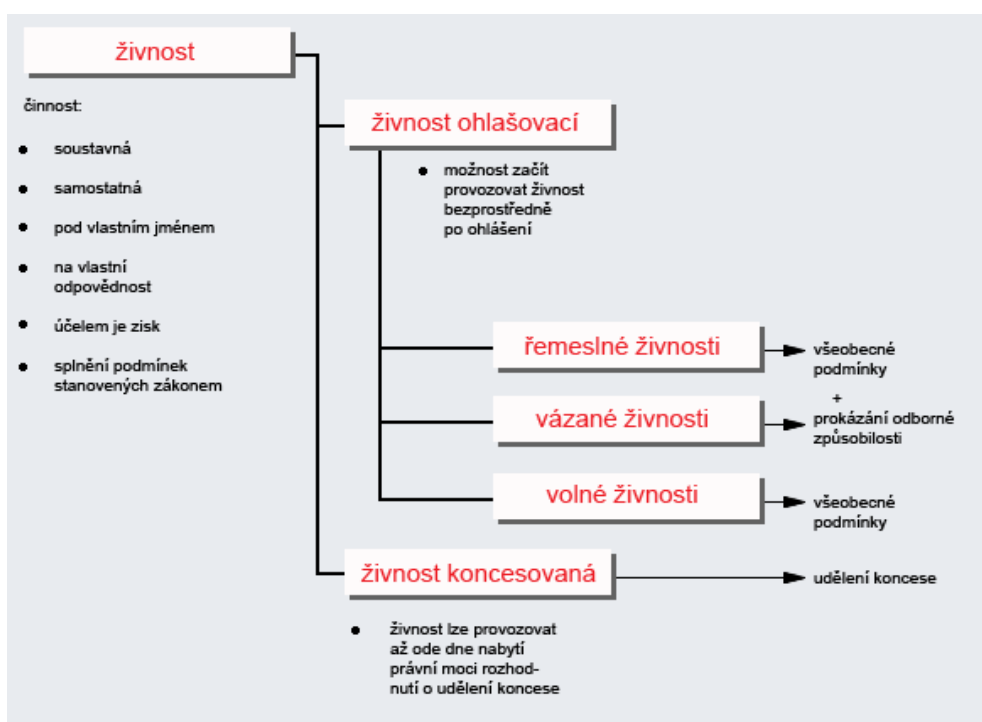 živnost
činnost:
soustavná
samostatná
pod vlastním jménem
na vlastní
odpovědnost
účelem je zisk
splnění podmínek
stanovených zákonem
živnost ohlašovací
možnost začít
provozovat živnost
bezprostředně
po ohlášení
řemeslné živnosti
všeobecné
podmínky
+
prokázání odborné
způsobilosti
vázané živnosti
volné živnosti
všeobecné
podmínky
živnost koncesovaná
udělení koncese
živnost lze provozovat
až ode dne nabytí
právní moci rozhod-
nutí o udělení koncese